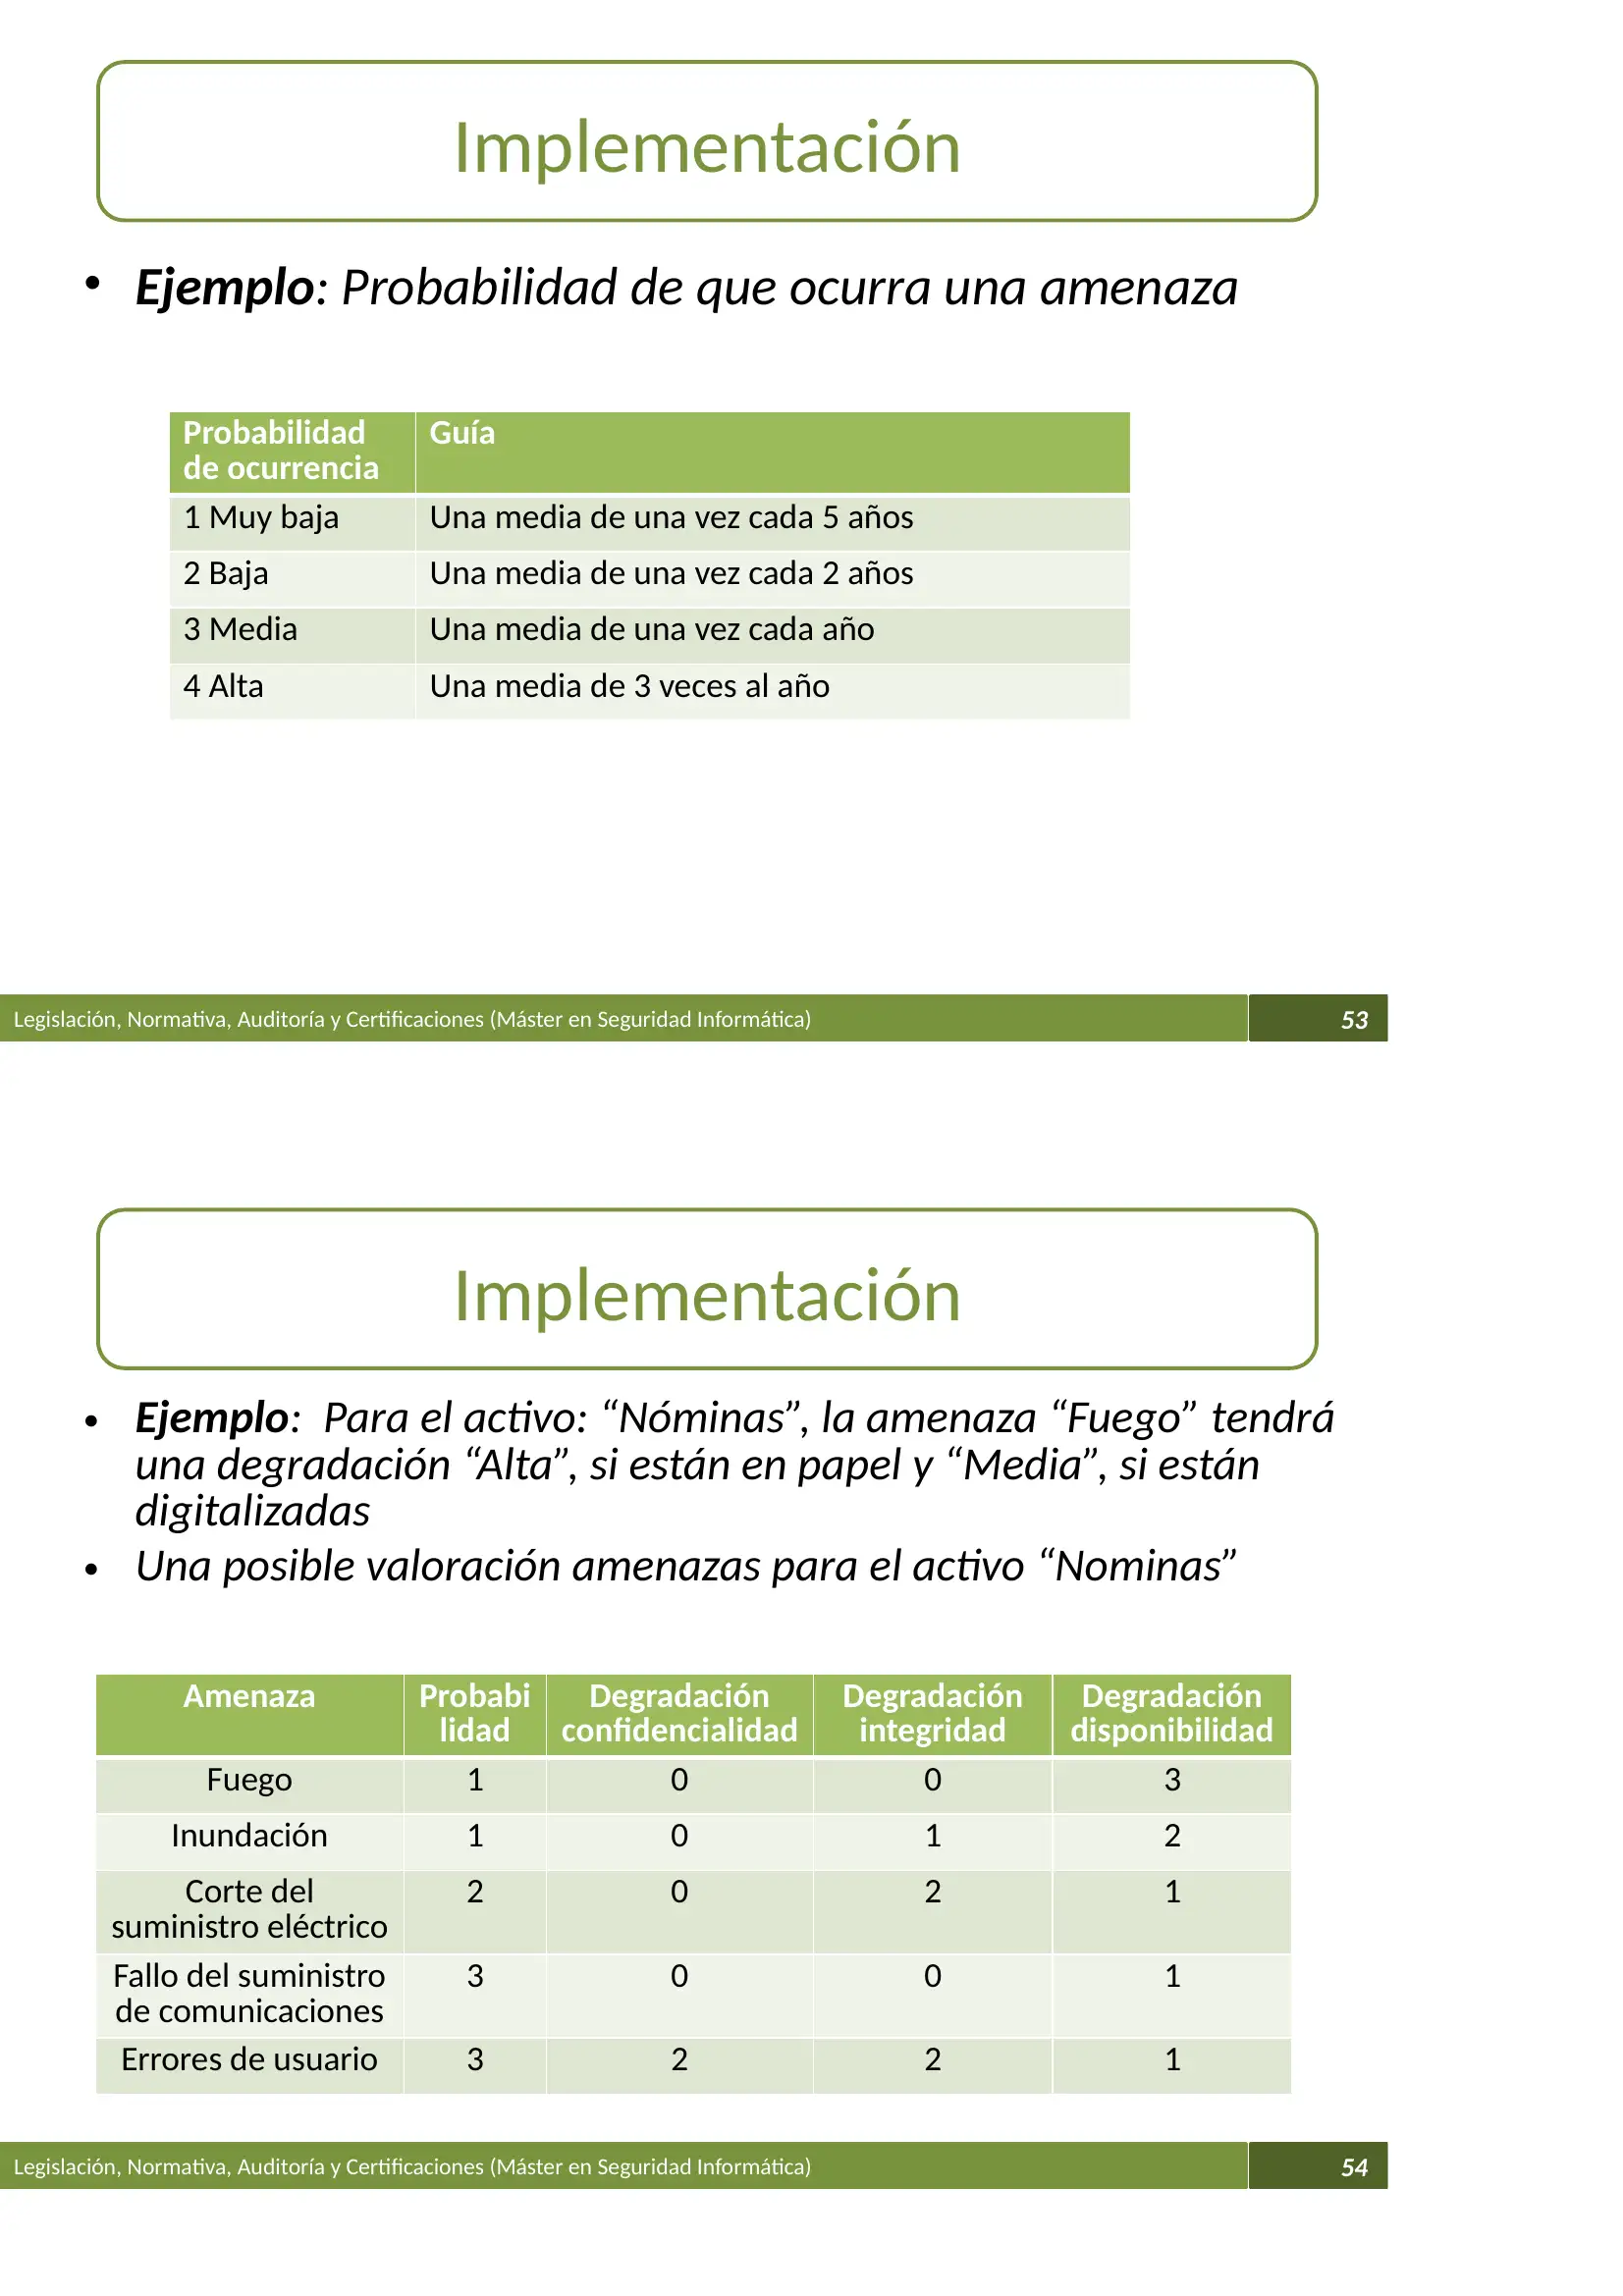 Implementación
• Ejemplo: Probabilidad de que ocurra una amenaza
Probabilidad de ocurrencia Guía
1 Muy baja Una media de una vez cada 5 años
2 Baja Una media de una vez cada 2 años
3 Media Una media de una vez cada año
4 Alta Una media de 3 veces al año
Legislación, Normativa, Auditoría y Certificaciones (Máster en Seguridad Informática) 53
Implementación
• Ejemplo: Para el activo: “Nóminas”, la amenaza “Fuego” tendrá
una degradación “Alta”, si están en papel y “Media”, si están
digitalizadas
• Una posible valoración amenazas para el activo “Nominas”
Amenaza Probabi lidad Degradación confidencialidad Degradación integridad Degradación disponibilidad
Fuego 1 0 0 3
Inundación 1 0 1 2
Corte del suministro eléctrico 2 0 2 1
Fallo del suministro de comunicaciones 3 0 0 1
Errores de usuario 3 2 2 1
Legislación, Normativa, Auditoría y Certificaciones (Máster en Seguridad Informática) 54